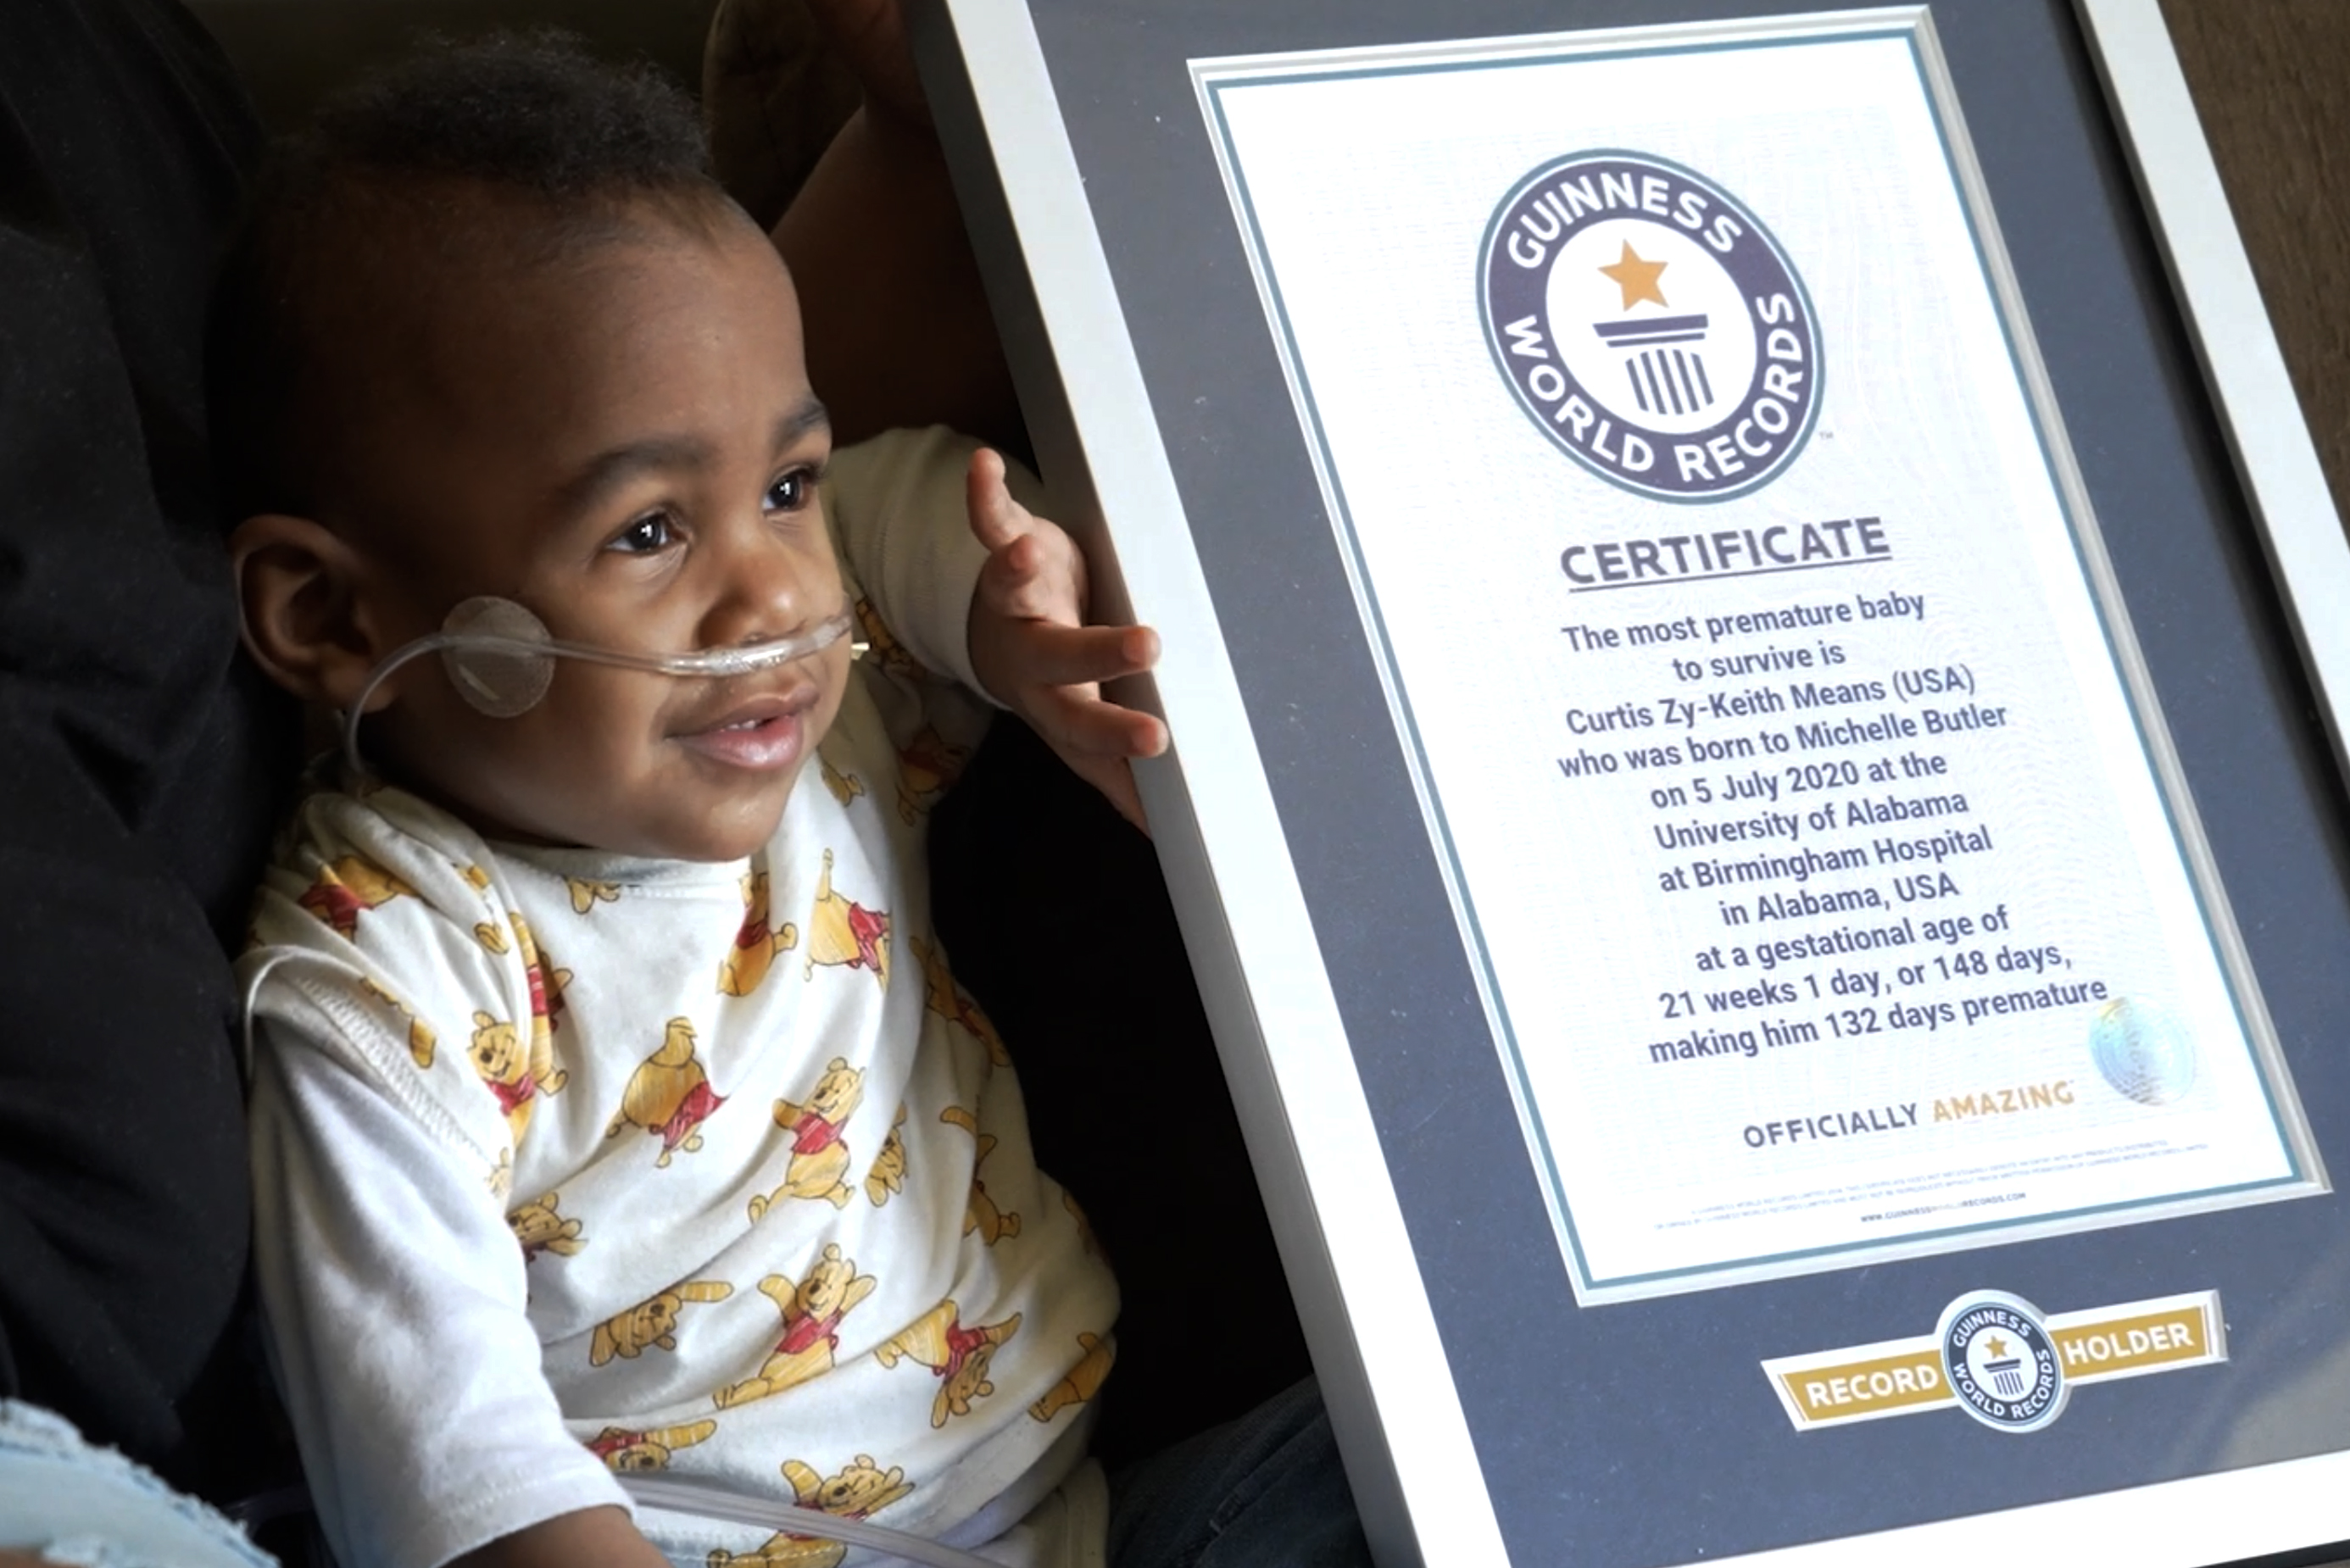 GUINNESS
WORLD RECORDS
™
CERTIFICATE
The most premature baby
to survive is
Curtis Zy-Keith Means (USA)
who was born to Michelle Butler
on 5 July 2020 at the
University of Alabama
at Birmingham Hospital
in Alabama, USA
at a gestational age of
21 weeks 1 day, or 148 days,
making him 132 days premature
OFFICIALLY AMAZING
WWW.GUINNESSWORLDRECORDS.COM
RECORD
GUINNESS
WORLD RECORDS
HOLDER